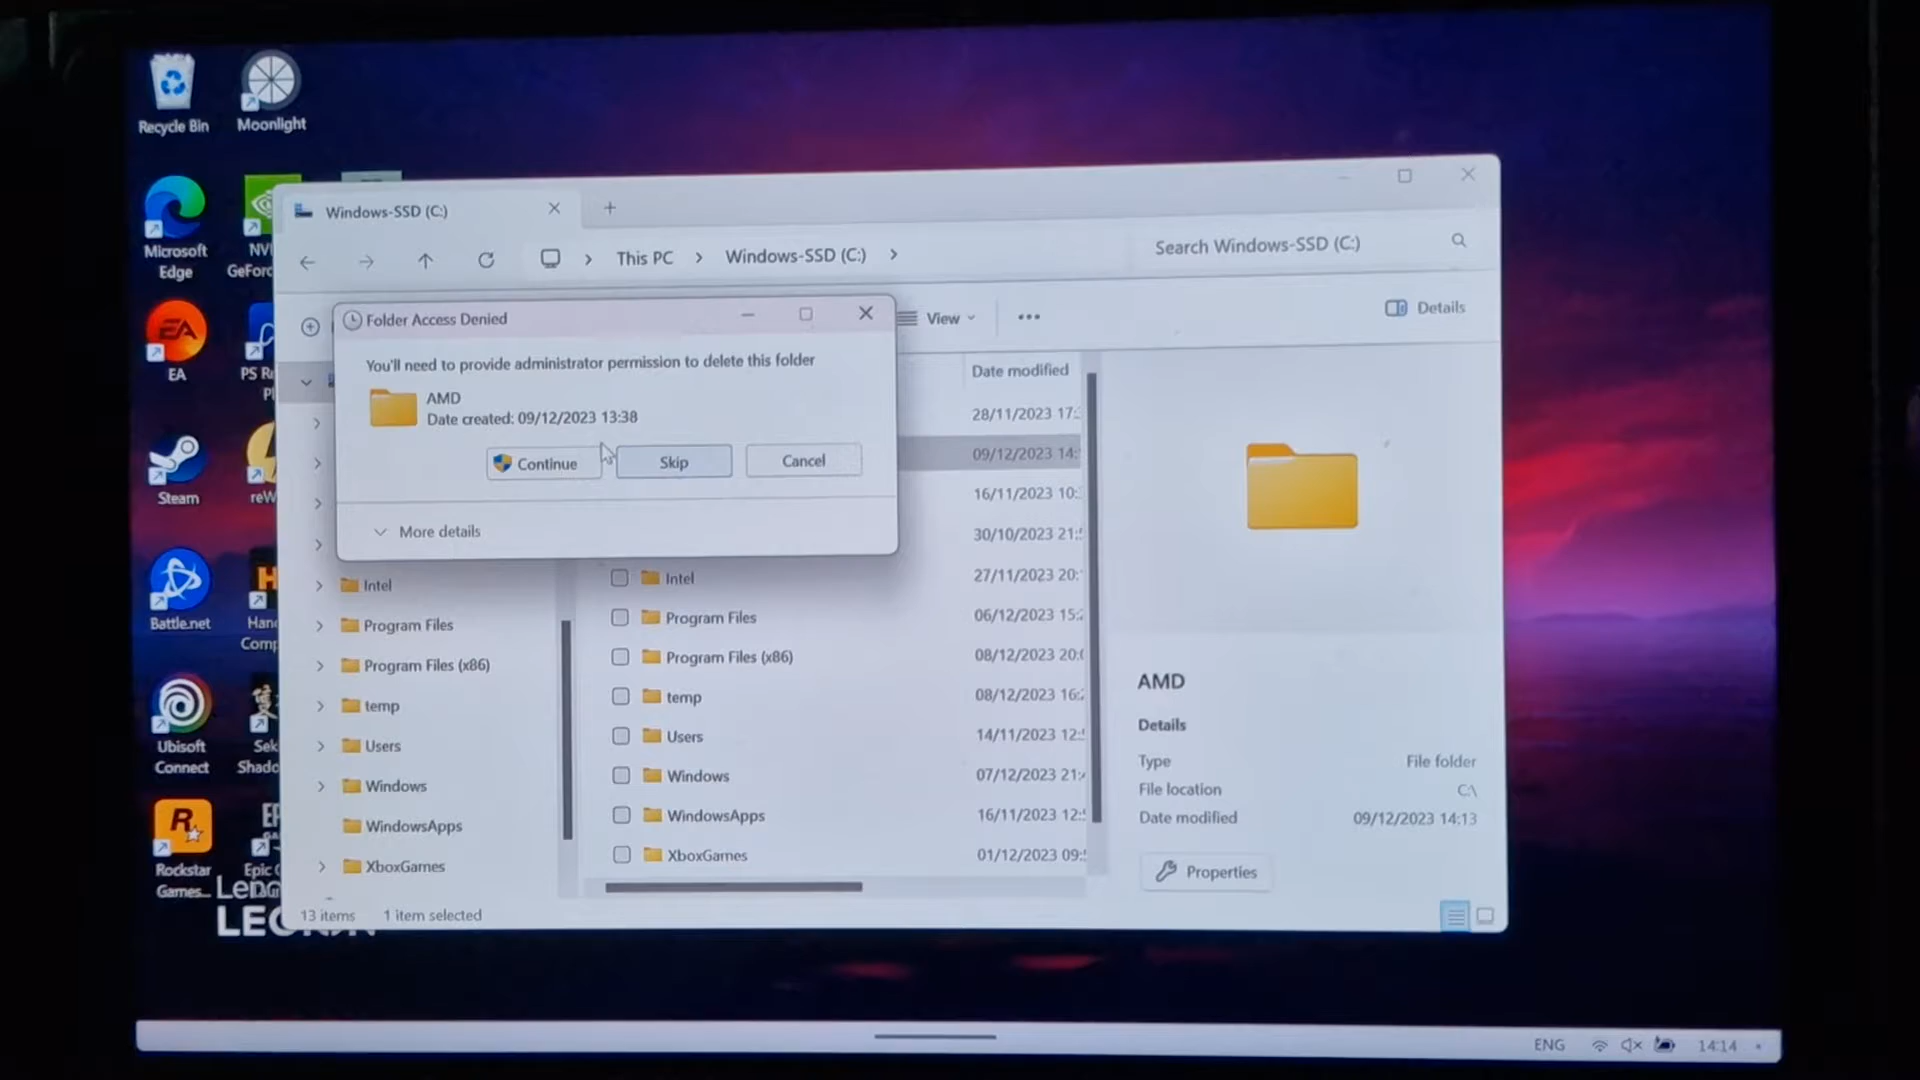 Recycle Bin
Moonlight
Microsoft
Edge
NVI
GeForc
EA
EA
PS Re
Pl
Steam
reW
Battle.net
Han
Comp
Ubisoft
Connect
Sek
Shado
R
Rockstar
Games...
EP
GA
Epic G
LEGION
Windows-SSD (C:)
This PC
Windows-SSD (C:)
Search Windows-SSD (C:)
View
Details
Folder Access Denied
You'll need to provide administrator permission to delete this folder
AMD
Date created: 09/12/2023 13:38
Continue
Skip
Cancel
More details
Intel
Program Files
Program Files (x86)
temp
Users
Windows
WindowsApps
XboxGames
Date modified
28/11/2023 17:
09/12/2023 14:
16/11/2023 10:
30/10/2023 21:
Intel
27/11/2023 20:
Program Files
06/12/2023 15:
Program Files (x86)
08/12/2023 20:
temp
08/12/2023 16:
Users
14/11/2023 12:
Windows
07/12/2023 21:
WindowsApps
16/11/2023 12:
XboxGames
01/12/2023 09:
AMD
Details
Type
File folder
File location
C:\
Date modified
09/12/2023 14:13
Properties
13 items
1 item selected
ENG
14:14